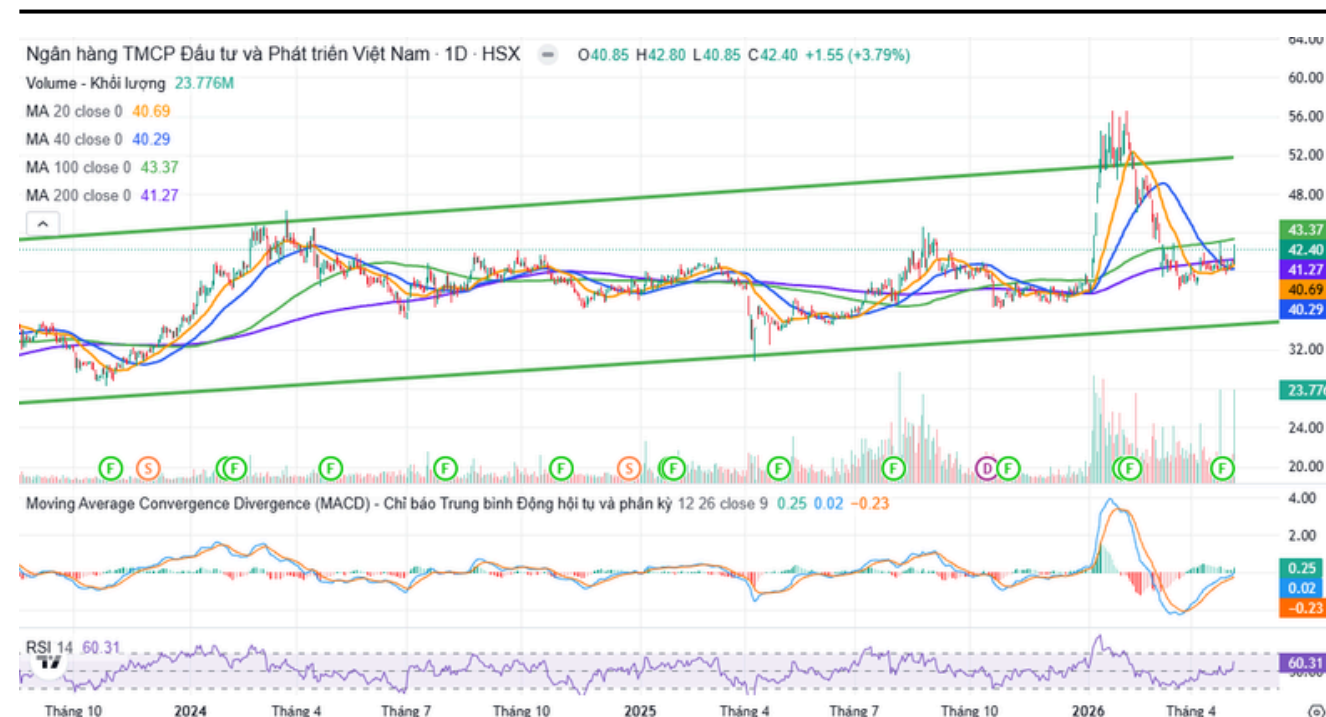 Ngân hàng TMCP Đầu tư và Phát triển Việt Nam · 1D · HSX O40.85 H42.80 L40.85 C42.40 +1.55 (+3.79%)
Volume - Khối lượng 23.776M
MA 20 close 0 40.69
MA 40 close 0 40.29
MA 100 close 0 43.37
MA 200 close 0 41.27
64.00
60.00
56.00
52.00
48.00
43.37
42.40
41.27
40.69
40.29
32.00
23.776
24.00
20.00
F S F F F F S F F F D F F F
Moving Average Convergence Divergence (MACD) - Chỉ báo Trung bình Động hội tụ và phân kỳ 12 26 close 9 0.25 0.02 −0.23
4.00
2.00
0.25
0.02
−0.23
RSI 14 60.31
60.31
Tháng 10 2024 Tháng 4 Tháng 7 Tháng 10 2025 Tháng 4 Tháng 7 Tháng 10 2026 Tháng 4